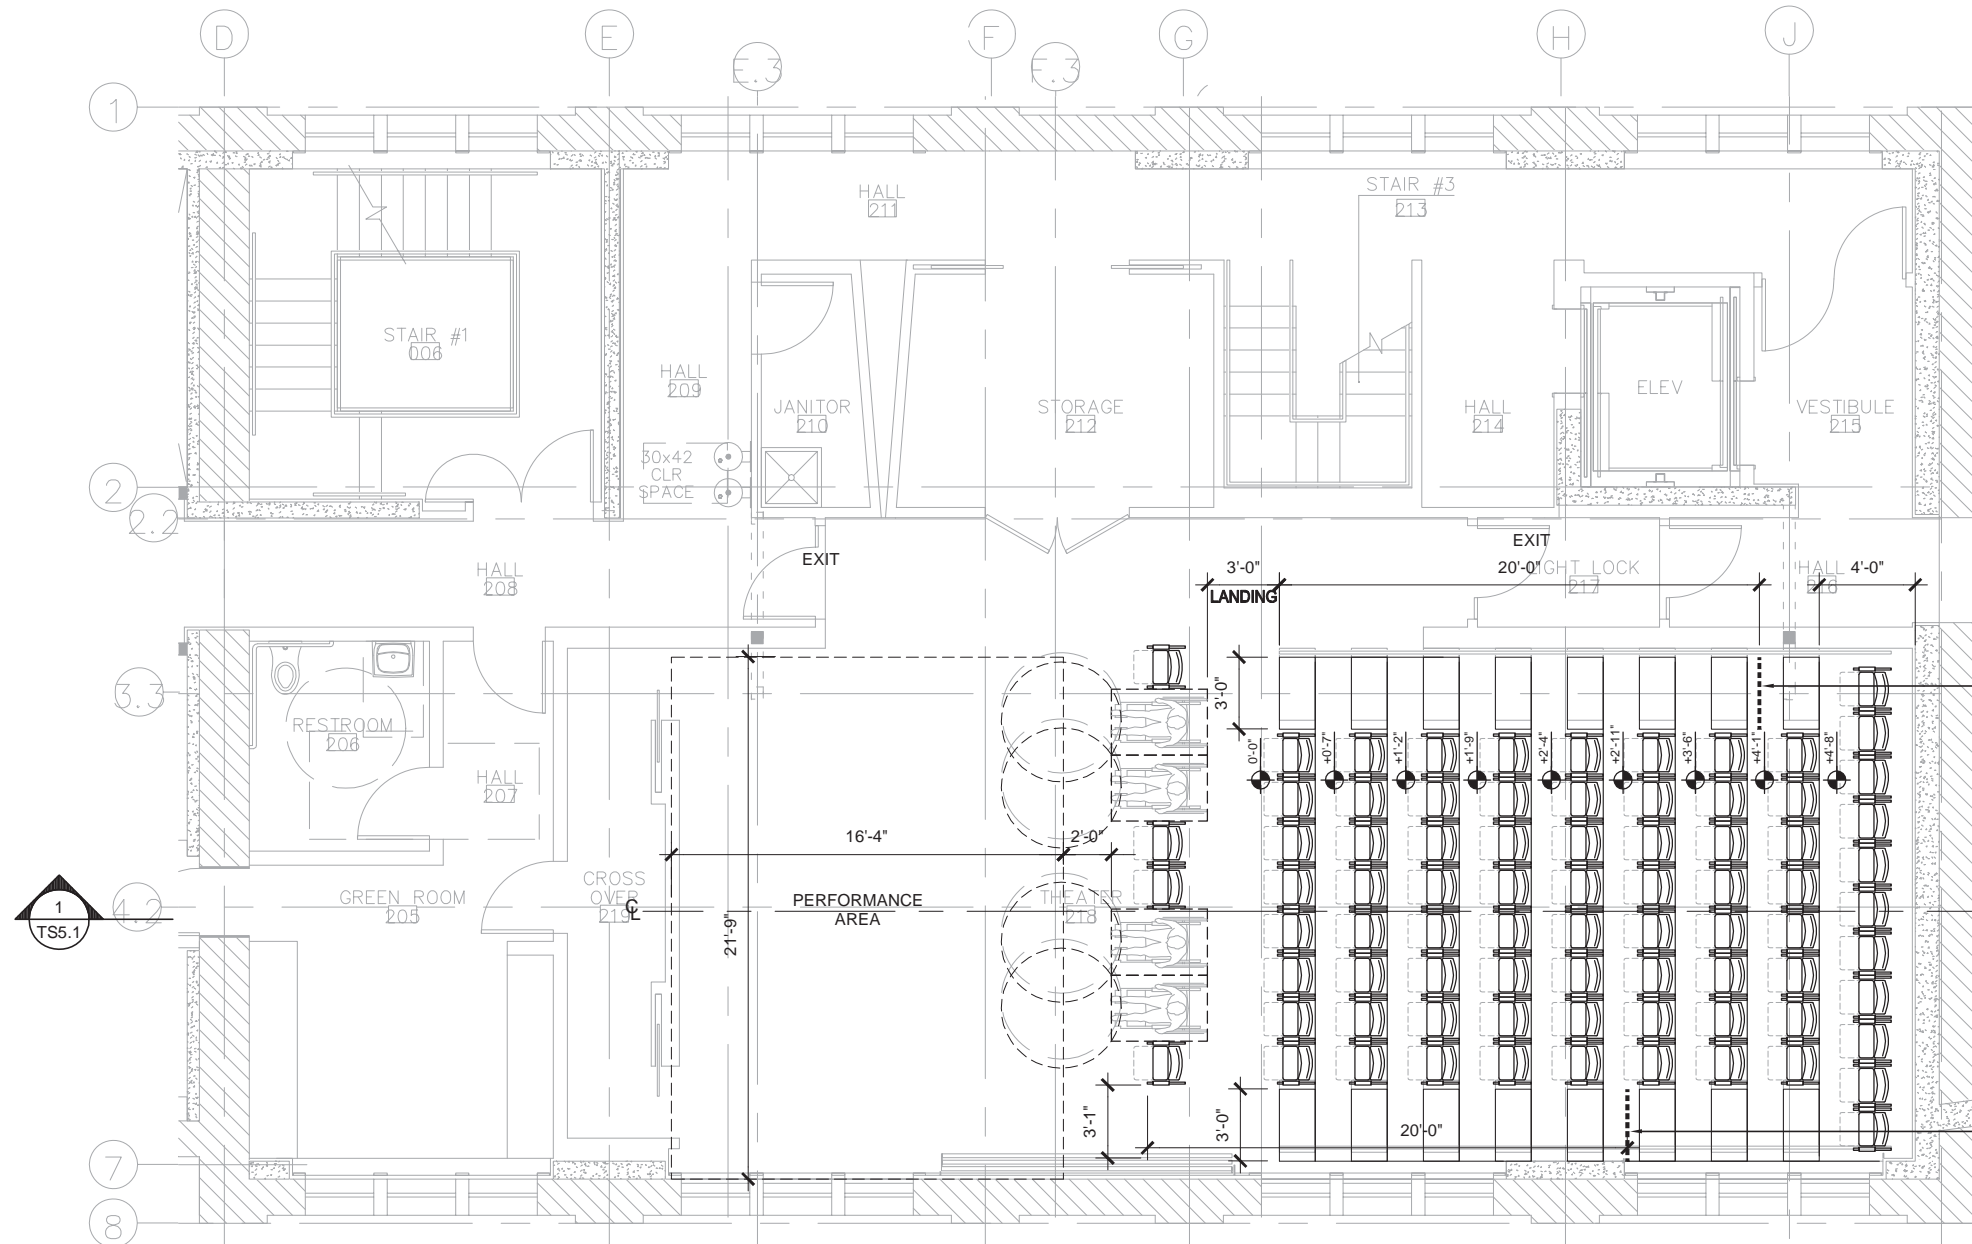 D
E
E.3
F
F.3
G
H
J
1
HALL
211
STAIR #3
213
STAIR #1
006
HALL
209
JANITOR
210
STORAGE
212
HALL
214
ELEV
VESTIBULE
215
30x42
CLR
SPACE
2
2.2
EXIT
EXIT
HALL
208
3'-0"
LANDING
20'-0"
LIGHT LOCK
217
HALL
216
4'-0"
3.3
RESTROOM
206
3'-0"
HALL
207
0'-0"
+0'-7"
+1'-2"
+1'-9"
+2'-4"
+2'-11"
+3'-6"
+4'-1"
+4'-8"
16'-4"
2'-0"
1
TS5.1
4.2
GREEN ROOM
205
CROSS
OVER
219
℄
PERFORMANCE
AREA
THEATER
218
21'-9"
3'-1"
3'-0"
20'-0"
7
8